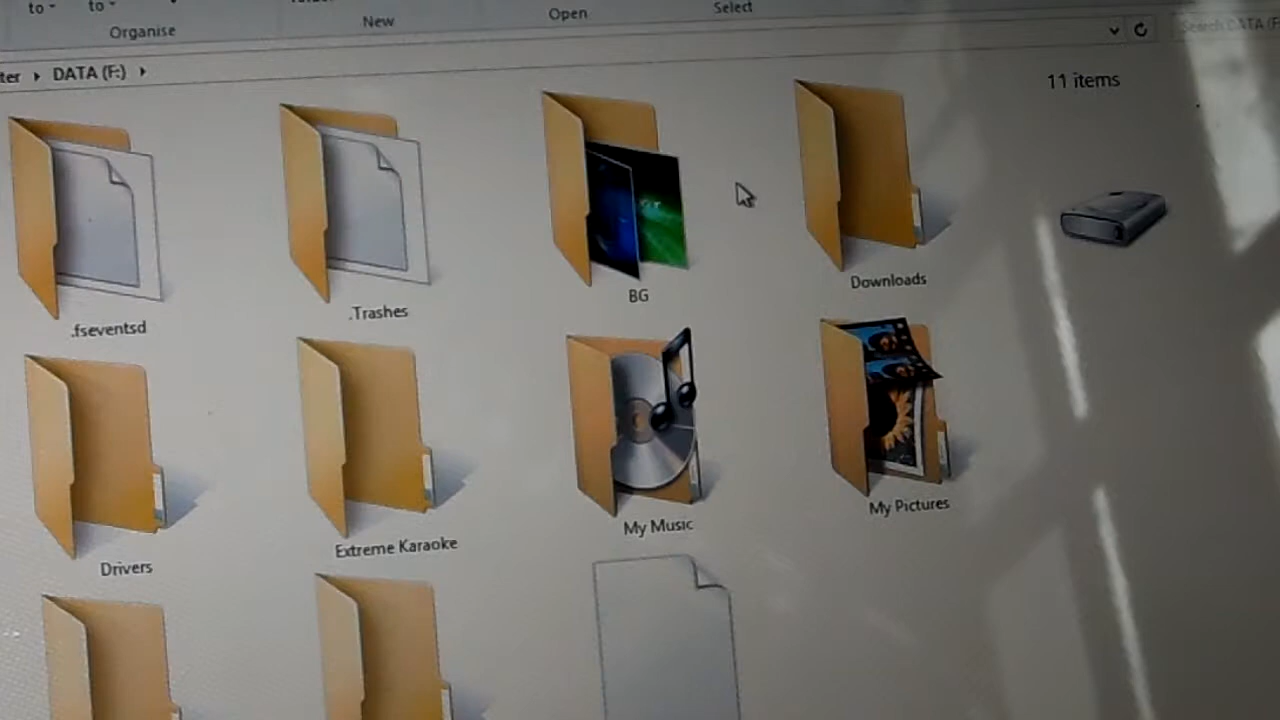 to to
Organise New Open Select
ter DATA (F:) Search DATA (F:
11 items
.fseventsd .Trashes BG Downloads
Drivers Extreme Karaoke My Music My Pictures